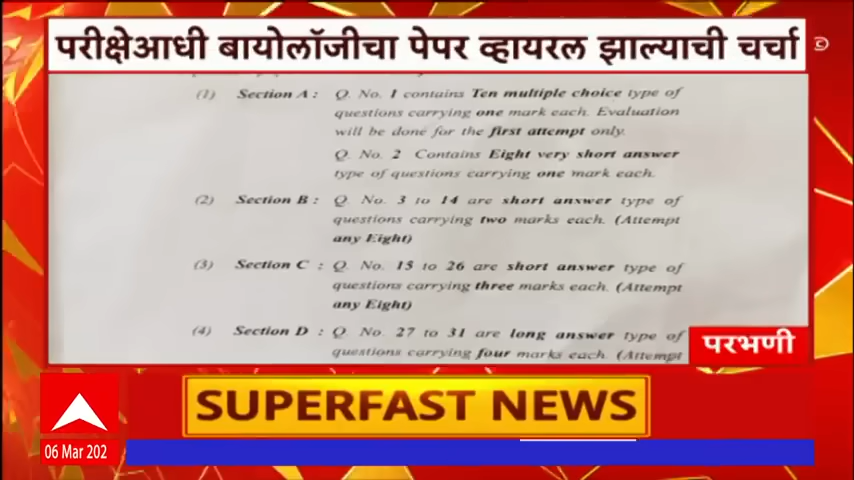 परीक्षेआधी बायोलॉजीचा पेपर व्हायरल झाल्याची चर्चा
(1) Section A : Q. No. 1 contains Ten multiple choice type of
questions carrying one mark each. Evaluation
will be done for the first attempt only.
Q. No. 2 Contains Eight very short answer
type of questions carrying one mark each.
(2) Section B : Q. No. 3 to 14 are short answer type of
questions carrying two marks each. (Attempt
any Eight)
(3) Section C : Q. No. 15 to 26 are short answer type of
questions carrying three marks each. (Attempt
any Eight)
(4) Section D : Q. No. 27 to 31 are long answer type of
questions carrying four marks each. (Attempt
परभणी
SUPERFAST NEWS
06 Mar 202